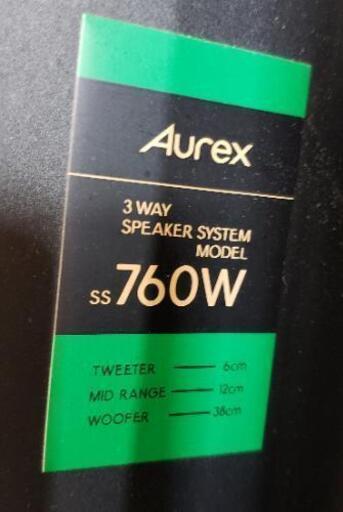 Aurex
3 WAY
SPEAKER SYSTEM
MODEL
SS 760W
TWEETER — 6cm
MID RANGE — 12cm
WOOFER — 38cm